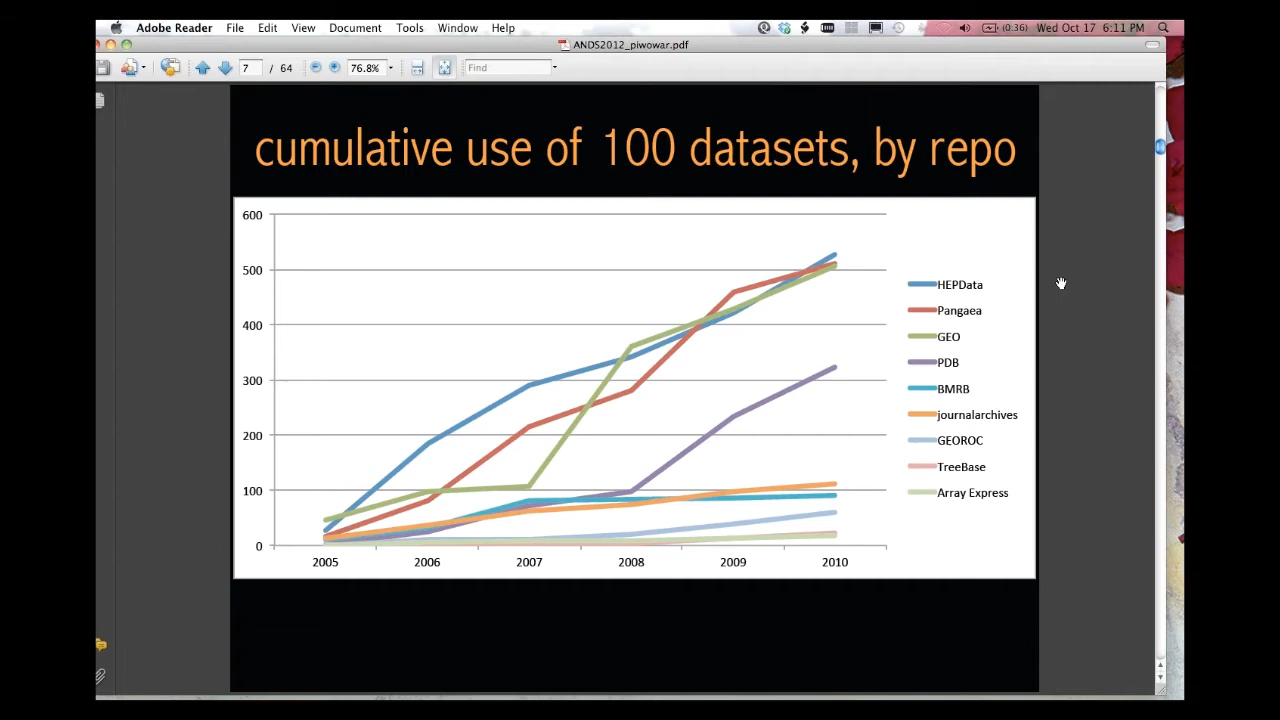 Adobe Reader File Edit View Document Tools Window Help (0:36) Wed Oct 17 6:11 PM
ANDS2012_piwowar.pdf
7 / 64 76.8% Find
cumulative use of 100 datasets, by repo
600
500
400
300
200
100
0
2005 2006 2007 2008 2009 2010
HEPData
Pangaea
GEO
PDB
BMRB
journalarchives
GEOROC
TreeBase
Array Express